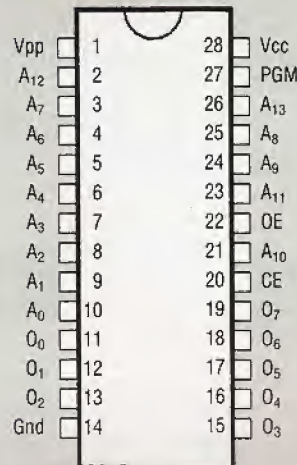 Vpp 1 28 Vcc
A12 2 27 PGM
A7 3 26 A13
A6 4 25 A8
A5 5 24 A9
A4 6 23 A11
A3 7 22 OE
A2 8 21 A10
A1 9 20 CE
A0 10 19 O7
O0 11 18 O6
O1 12 17 O5
O2 13 16 O4
Gnd 14 15 O3